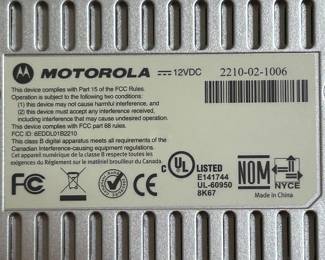 MOTOROLA 12VDC 2210-02-1006
This device complies with Part 15 of the FCC Rules.
Operation is subject to the following two conditions:
(1) this device may not cause harmful interference, and
(2) this device must accept any interference received,
including interference that may cause undesired operation.
This device complies with FCC part 68 rules.
FCC ID: 6EDDL01B2210
This class B digital apparatus meets all requirements of the
Canadian Interference-causing equipment regulations.
Cet appareil numérique de la classe B respecte toutes les
exigences du Règlement sur le matériel brouilleur du Canada.
FC CE
C UL LISTED
E141744
UL-60950
8K67
NOM NYCE
Made in China